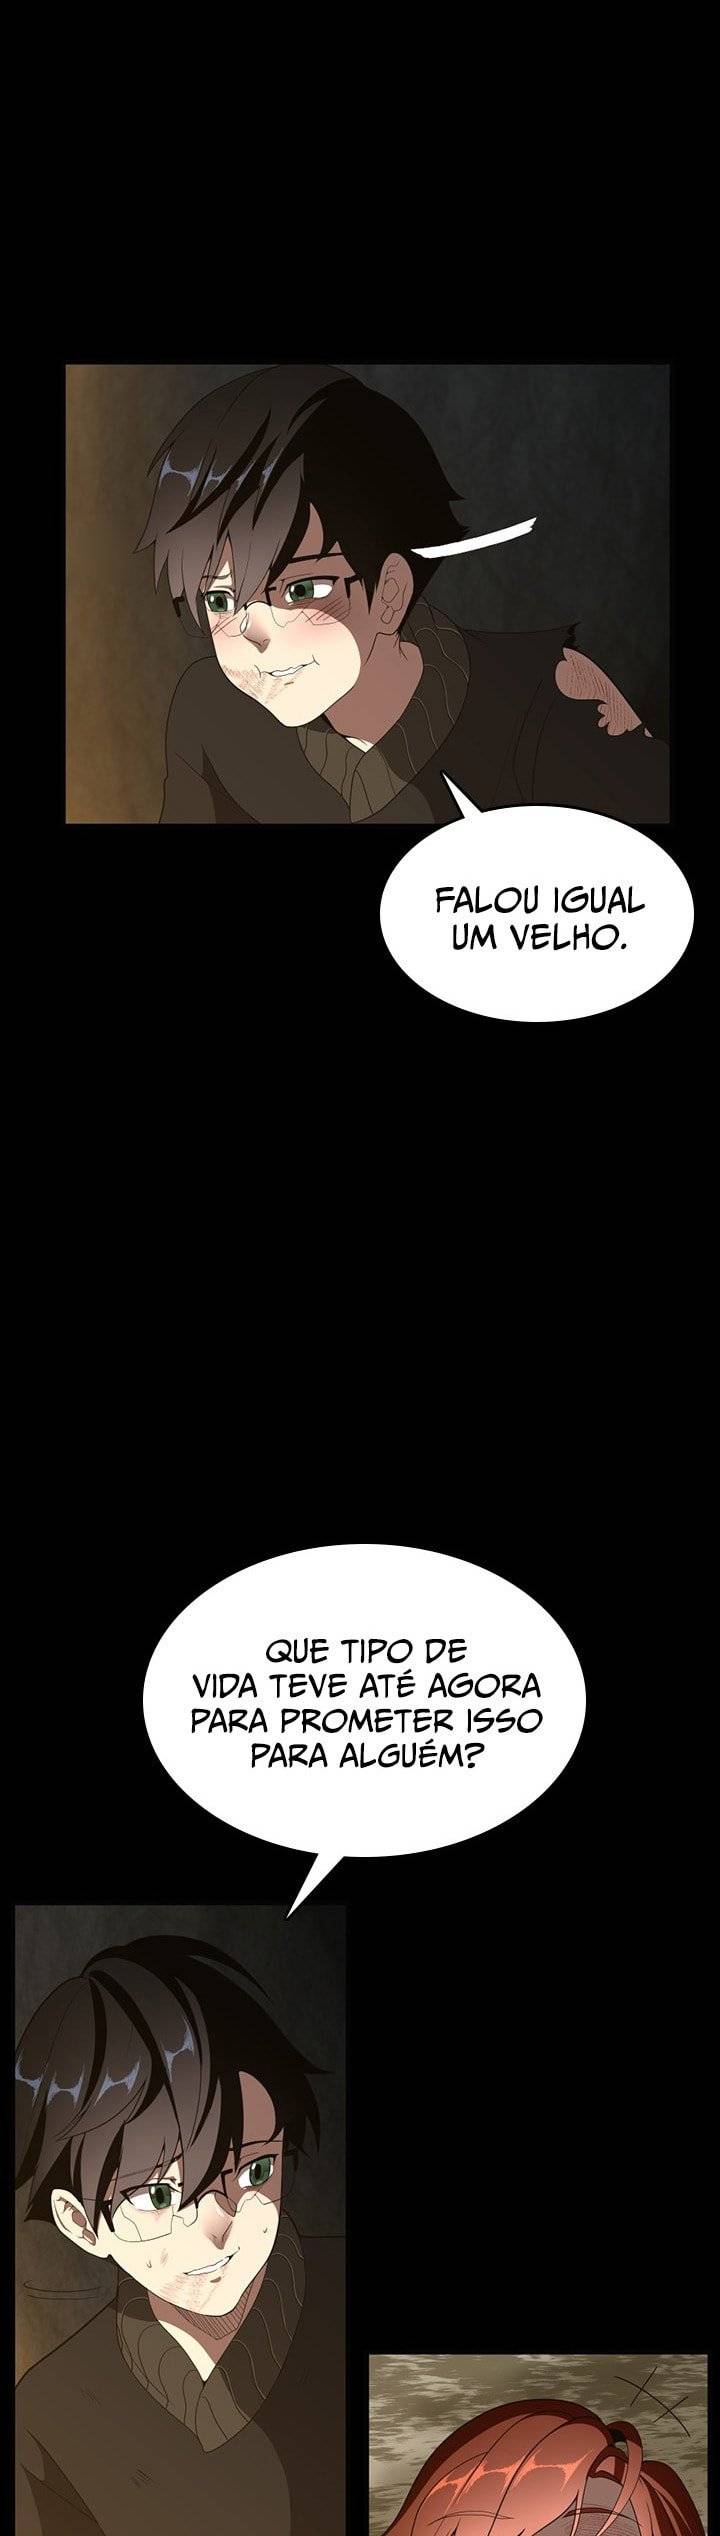 FALOU IGUAL
UM VELHO.
QUE TIPO DE
VIDA TEVE ATÉ AGORA
PARA PROMETER ISSO
PARA ALGUÉM?